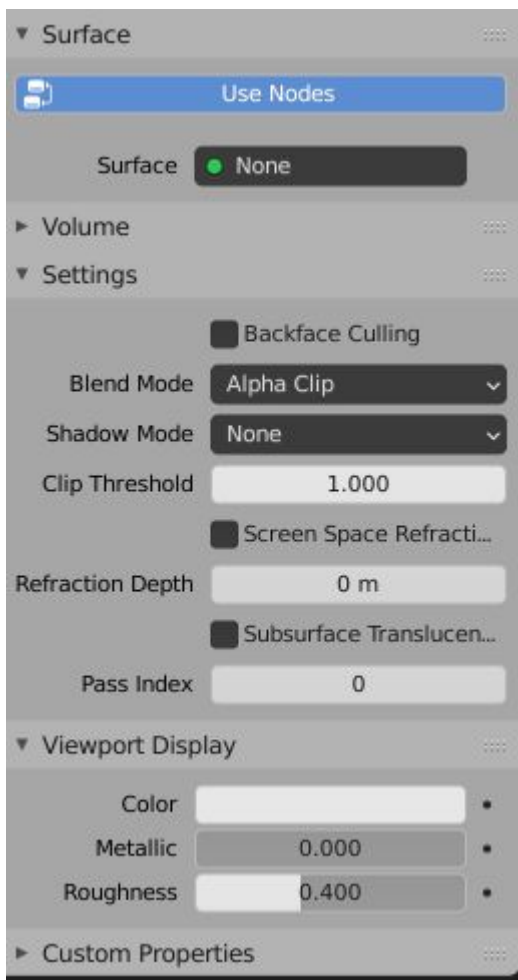 Surface
Use Nodes
Surface None
Volume
Settings
Backface Culling
Blend Mode Alpha Clip
Shadow Mode None
Clip Threshold 1.000
Screen Space Refracti...
Refraction Depth 0 m
Subsurface Translucen...
Pass Index 0
Viewport Display
Color
Metallic 0.000
Roughness 0.400
Custom Properties